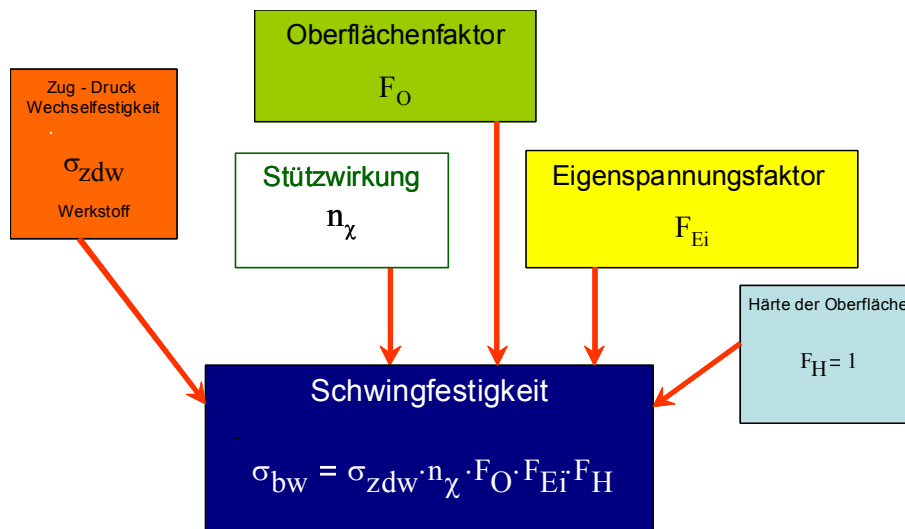 Oberflächenfaktor
F_O
Zug - Druck
Wechselfestigkeit
σ_zdw
Werkstoff
Stützwirkung
n_χ
Eigenspannungsfaktor
F_Ei
Härte der Oberfläche
F_H = 1
Schwingfestigkeit
σ_bw = σ_zdw·n_χ·F_O·F_Ei·F_H